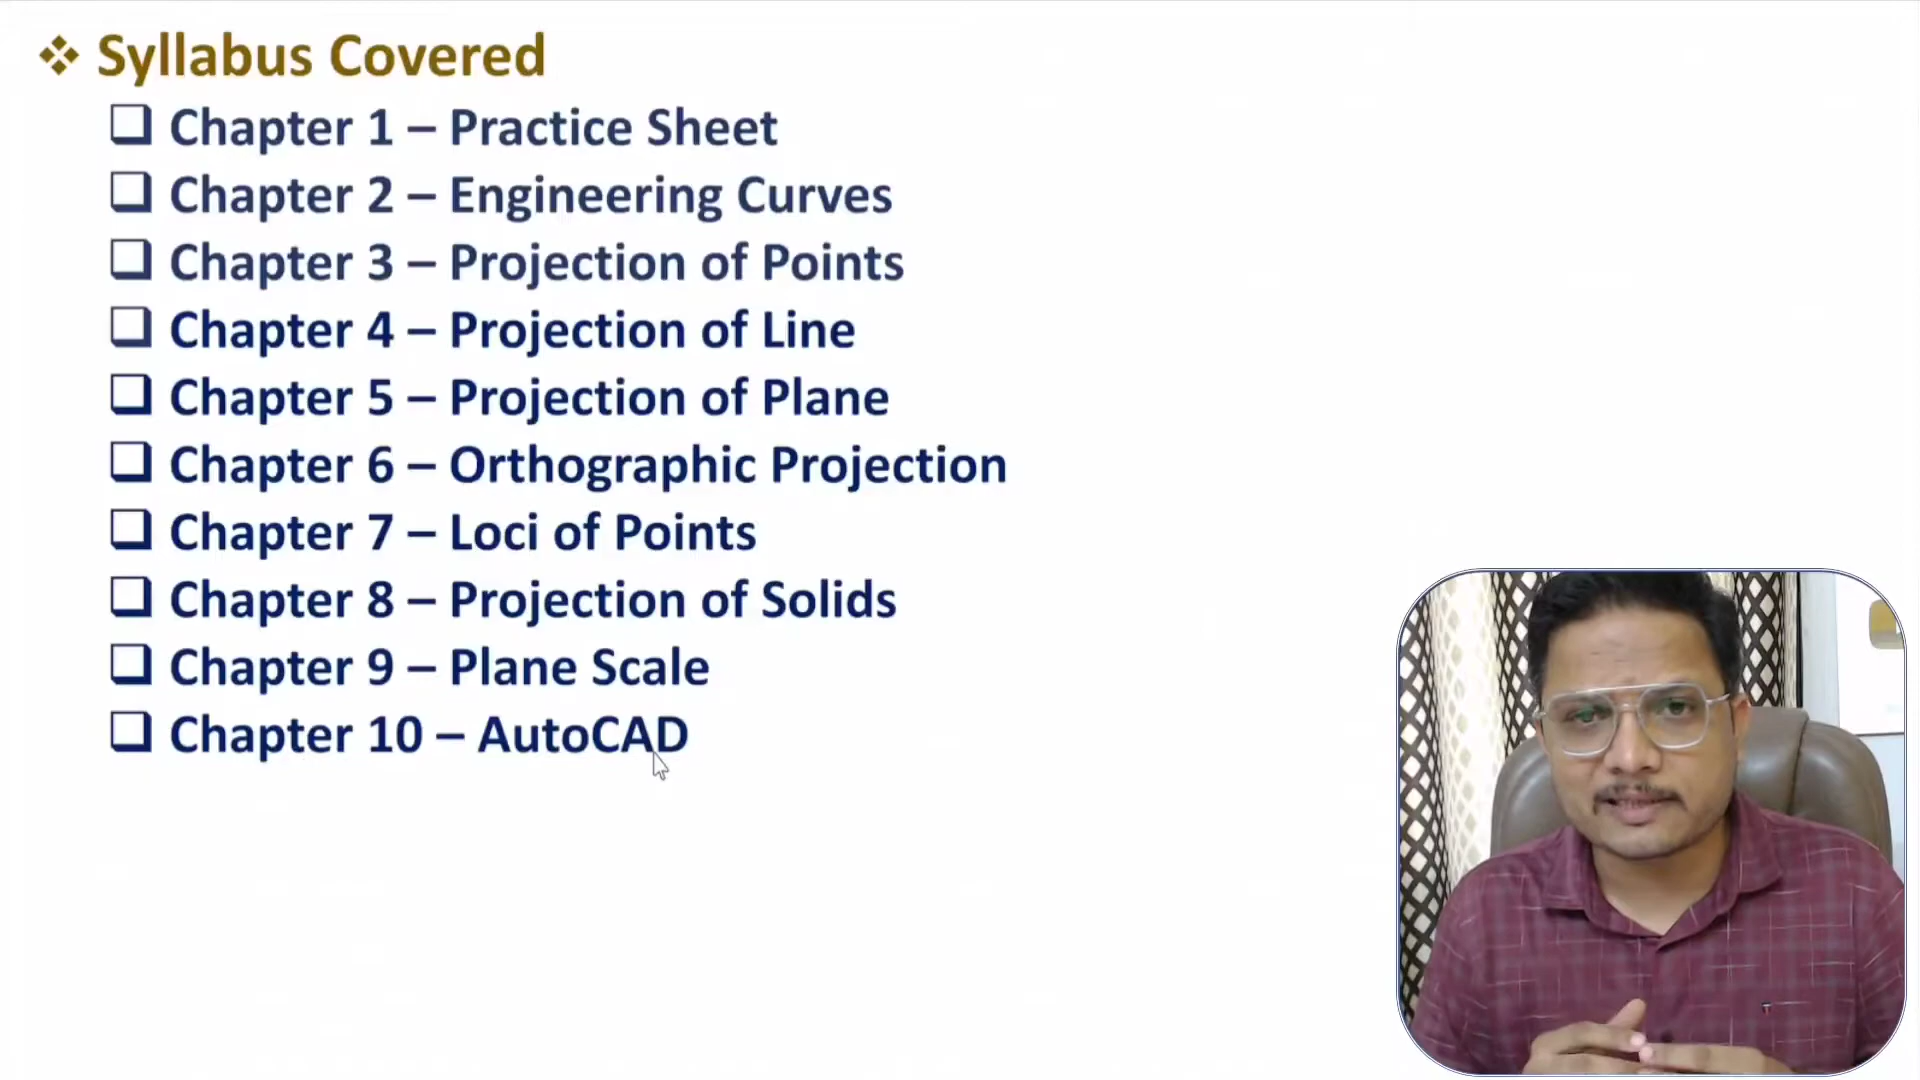 Syllabus Covered
Chapter 1 – Practice Sheet
Chapter 2 – Engineering Curves
Chapter 3 – Projection of Points
Chapter 4 – Projection of Line
Chapter 5 – Projection of Plane
Chapter 6 – Orthographic Projection
Chapter 7 – Loci of Points
Chapter 8 – Projection of Solids
Chapter 9 – Plane Scale
Chapter 10 – AutoCAD